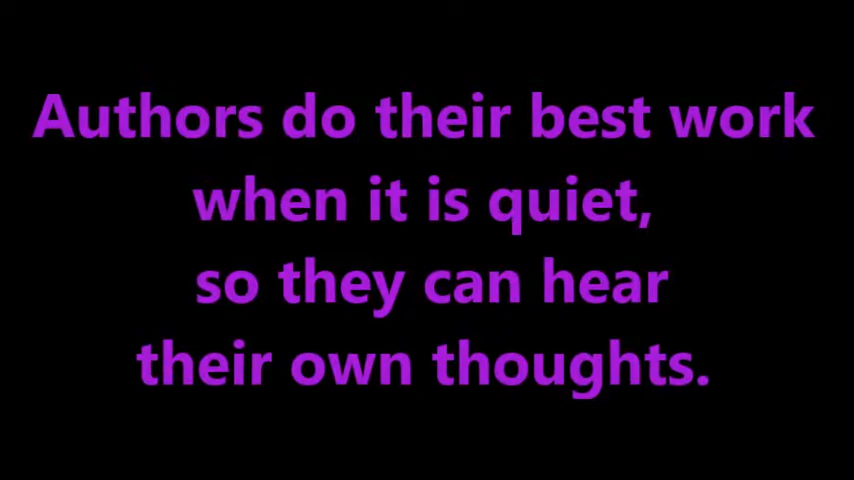 Authors do their best work
when it is quiet,
so they can hear
their own thoughts.